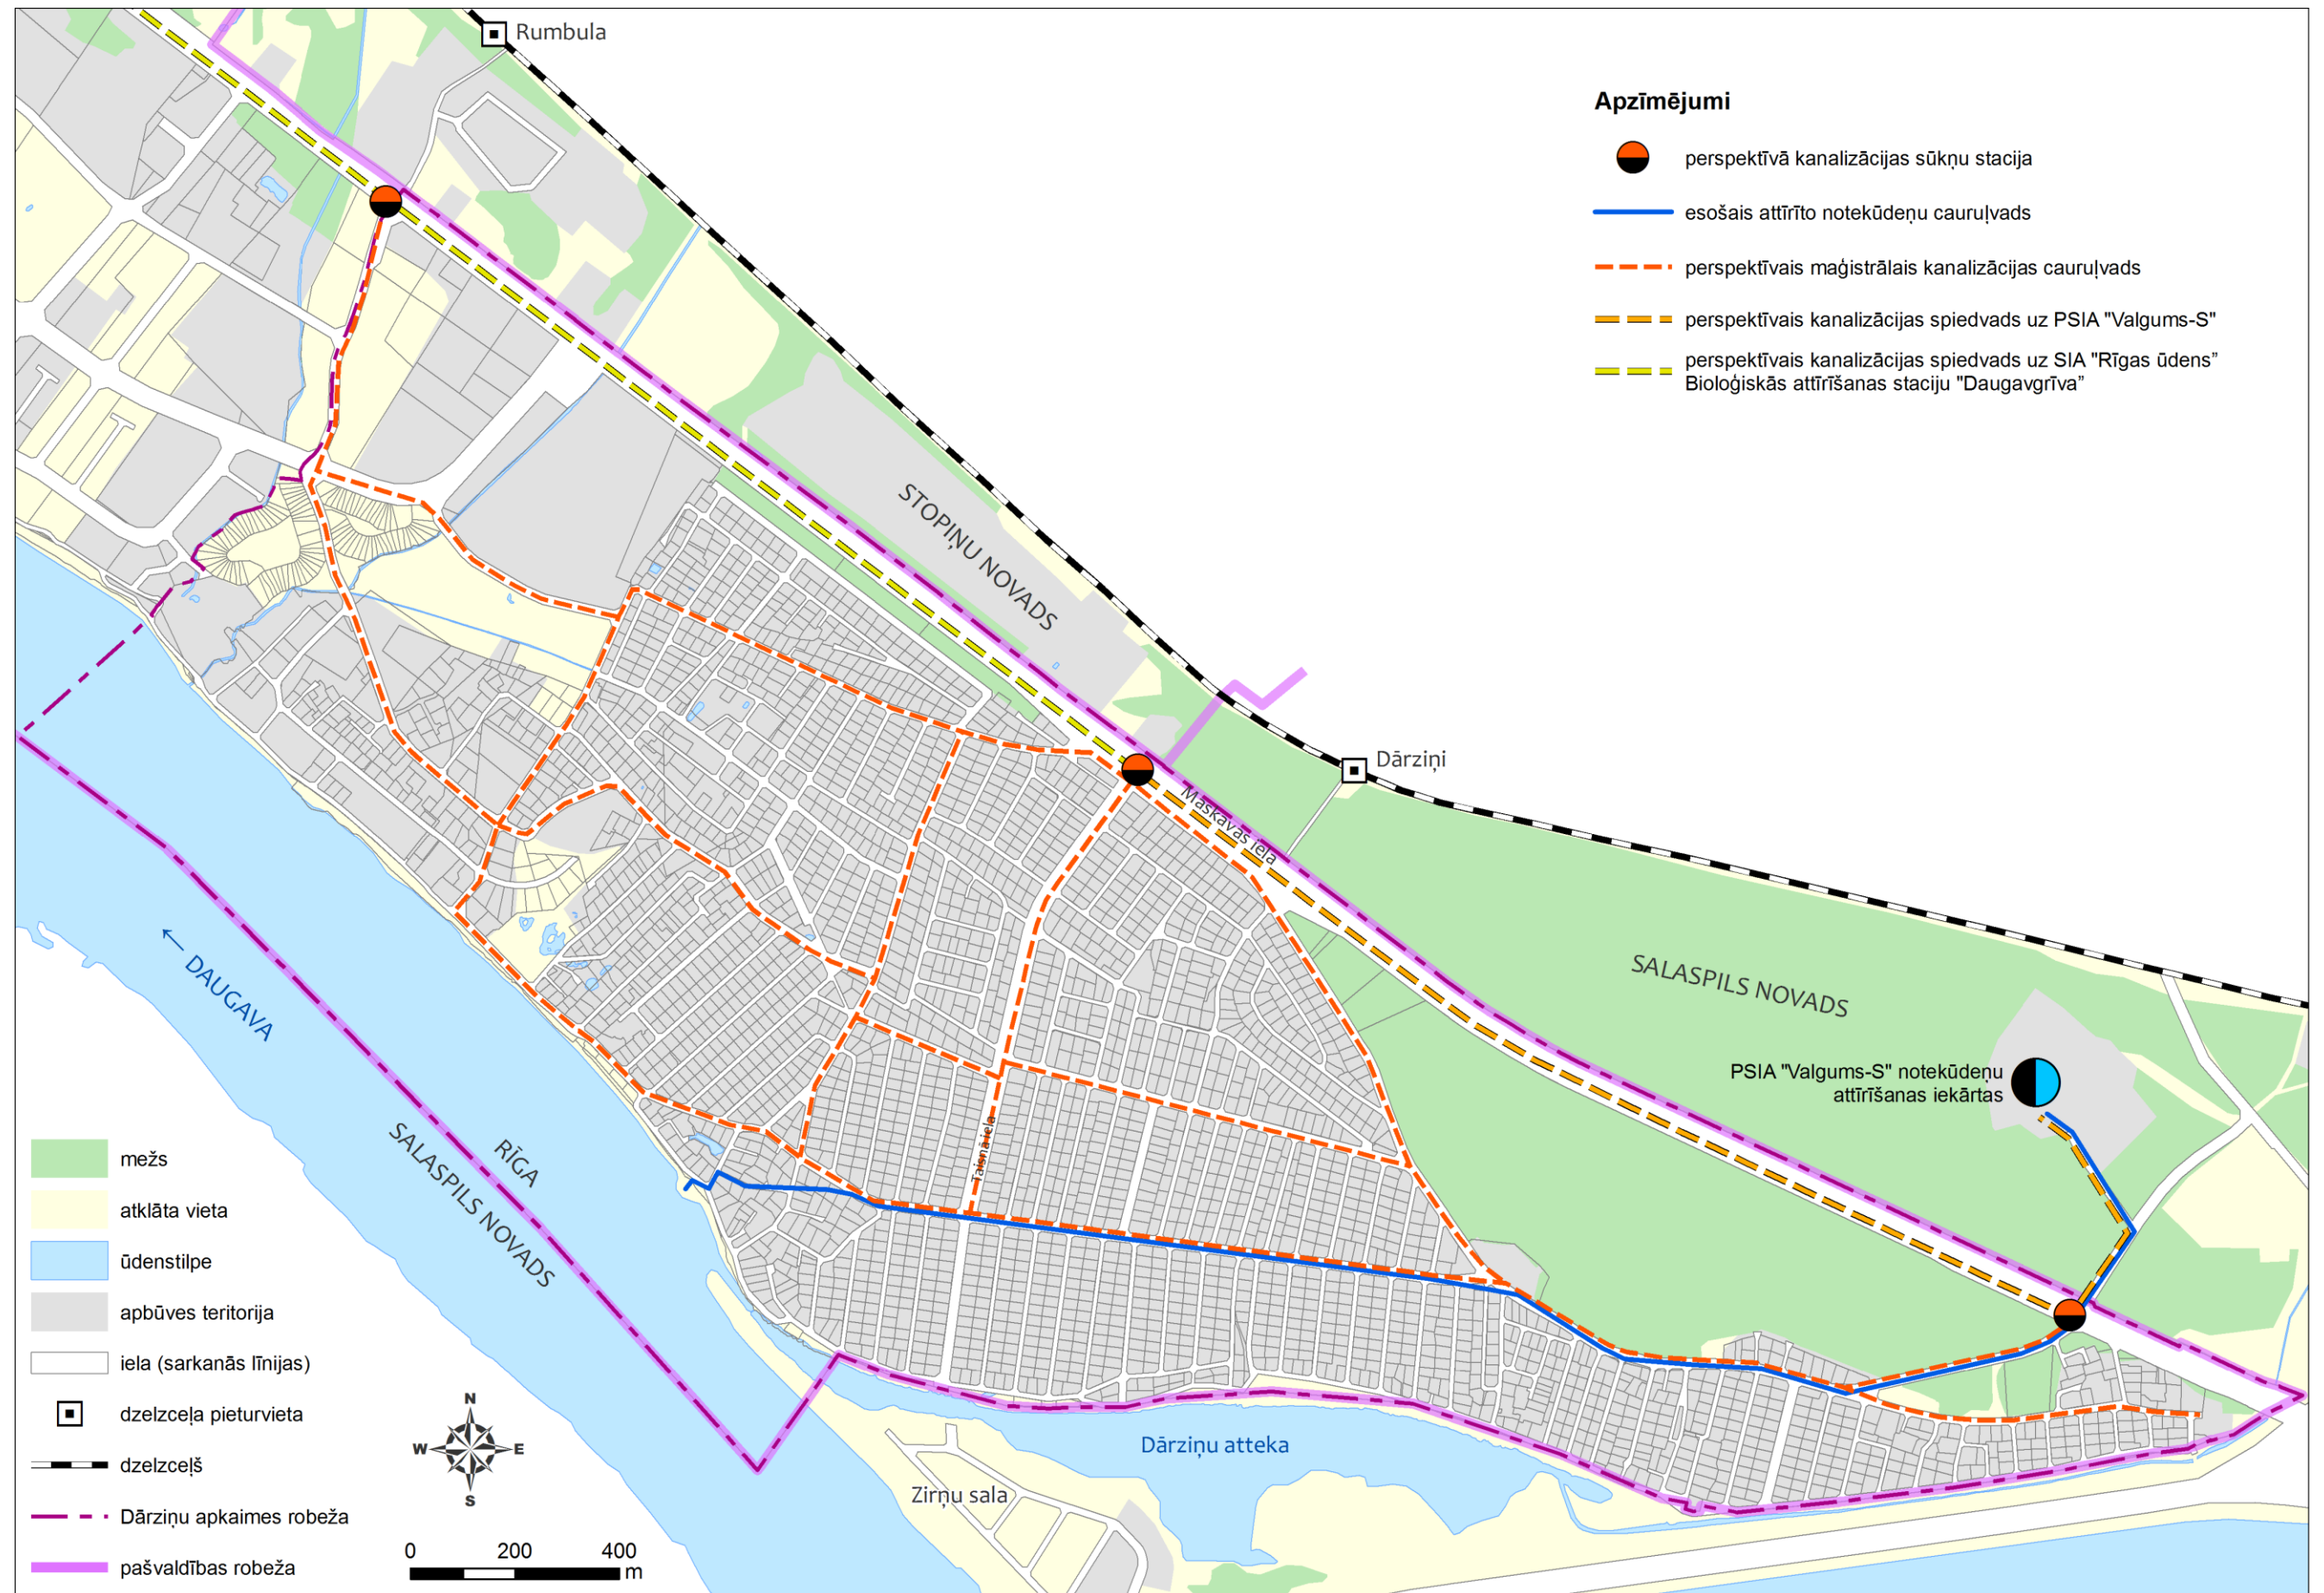 Rumbula
Apzīmējumi
perspektīvā kanalizācijas sūkņu stacija
esošais attīrīto notekūdeņu cauruļvads
perspektīvais maģistrālais kanalizācijas cauruļvads
perspektīvais kanalizācijas spiedvads uz PSIA "Valgums-S"
perspektīvais kanalizācijas spiedvads uz SIA "Rīgas ūdens”
Bioloģiskās attīrīšanas staciju "Daugavgrīva”
STOPIŅU NOVADS
Dārziņi
Maskavas iela
← DAUGAVA
SALASPILS NOVADS
PSIA "Valgums-S" notekūdeņu
attīrīšanas iekārtas
Taisnā iela
RĪGA
SALASPILS NOVADS
mežs
atklāta vieta
ūdenstilpe
apbūves teritorija
iela (sarkanās līnijas)
dzelzceļa pieturvieta
dzelzceļš
Dārziņu apkaimes robeža
pašvaldības robeža
N
W E
S
0 200 400
m
Dārziņu atteka
Zirņu sala